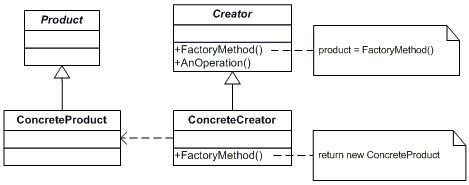 Product
Creator
+FactoryMethod()
+AnOperation()
product = FactoryMethod()
ConcreteProduct
ConcreteCreator
+FactoryMethod()
return new ConcreteProduct